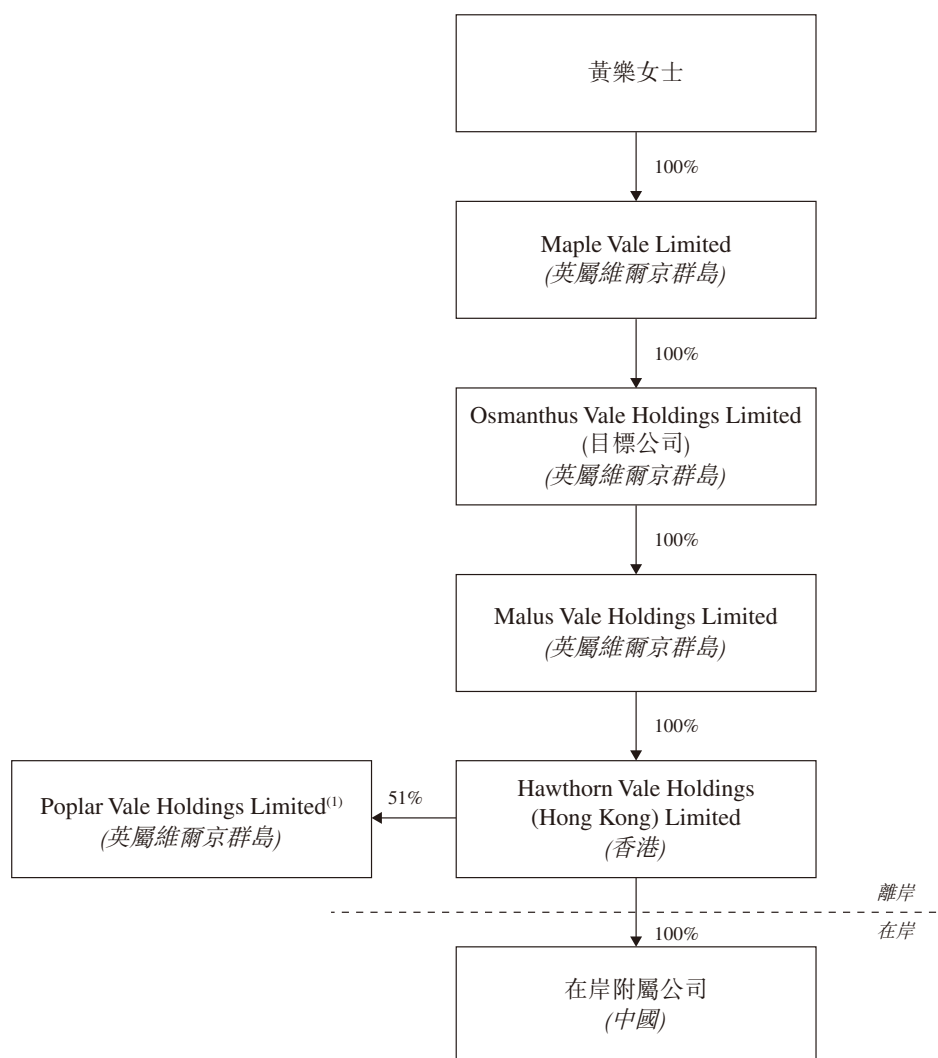 黃樂女士
100%
Maple Vale Limited
(英屬維爾京群島)
100%
Osmanthus Vale Holdings Limited
(目標公司)
(英屬維爾京群島)
100%
Malus Vale Holdings Limited
(英屬維爾京群島)
100%
Poplar Vale Holdings Limited(1)
(英屬維爾京群島)
51%
Hawthorn Vale Holdings
(Hong Kong) Limited
(香港)
離岸
在岸
100%
在岸附屬公司
(中國)